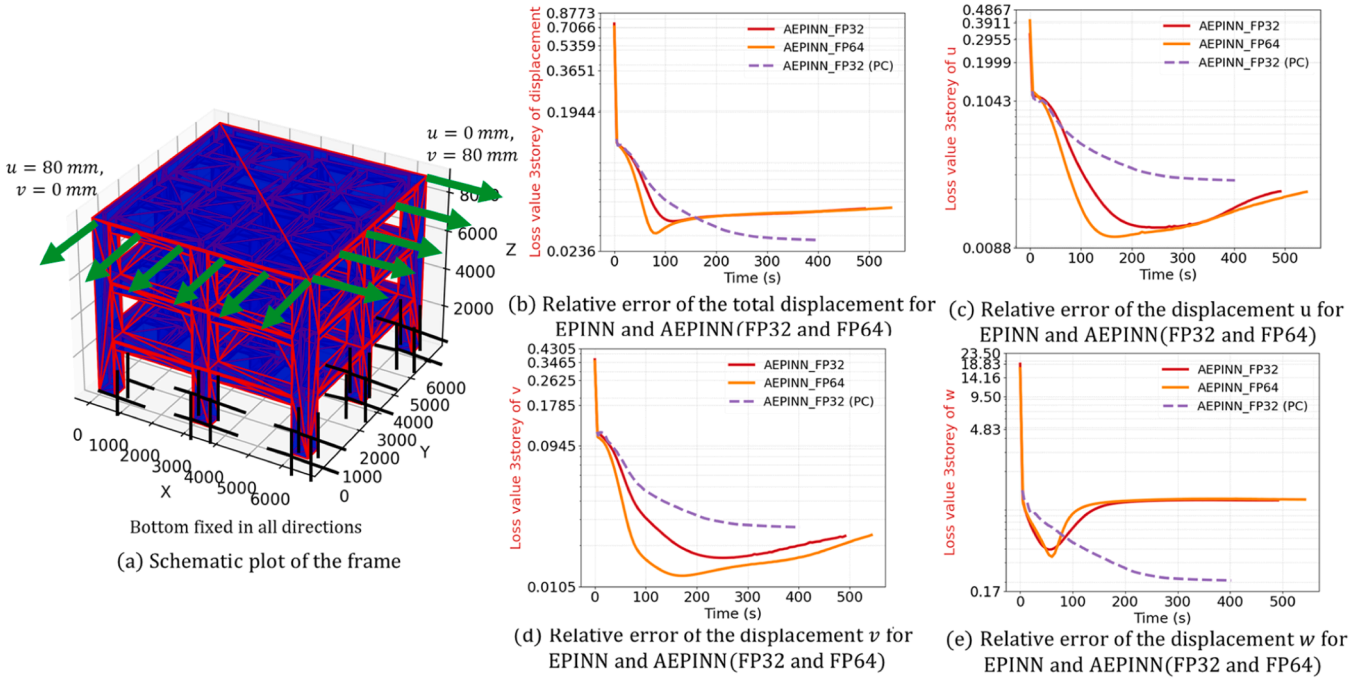 u = 80 mm,
v = 0 mm
u = 0 mm,
v = 80 mm
8000
6000
4000
2000
Z
0
1000
2000
3000
4000
5000
6000
X
0
1000
2000
3000
4000
5000
6000
Y
Bottom fixed in all directions
(a) Schematic plot of the frame
Loss value 3storey of displacement
0.8773
0.7066
0.5359
0.3651
0.1944
0.0236
AEPINN_FP32
AEPINN_FP64
AEPINN_FP32 (PC)
0 100 200 300 400 500
Time (s)
(b) Relative error of the total displacement for
EPINN and AEPINN(FP32 and FP64)
Loss value 3storey of u
0.4867
0.3911
0.2955
0.1999
0.1043
0.0088
AEPINN_FP32
AEPINN_FP64
AEPINN_FP32 (PC)
0 100 200 300 400 500
Time (s)
(c) Relative error of the displacement u for
EPINN and AEPINN(FP32 and FP64)
Loss value 3storey of v
0.4305
0.3465
0.2625
0.1785
0.0945
0.0105
AEPINN_FP32
AEPINN_FP64
AEPINN_FP32 (PC)
0 100 200 300 400 500
Time (s)
(d) Relative error of the displacement v for
EPINN and AEPINN(FP32 and FP64)
Loss value 3storey of w
23.50
18.83
14.16
9.50
4.83
0.17
AEPINN_FP32
AEPINN_FP64
AEPINN_FP32 (PC)
0 100 200 300 400 500
Time (s)
(e) Relative error of the displacement w for
EPINN and AEPINN(FP32 and FP64)